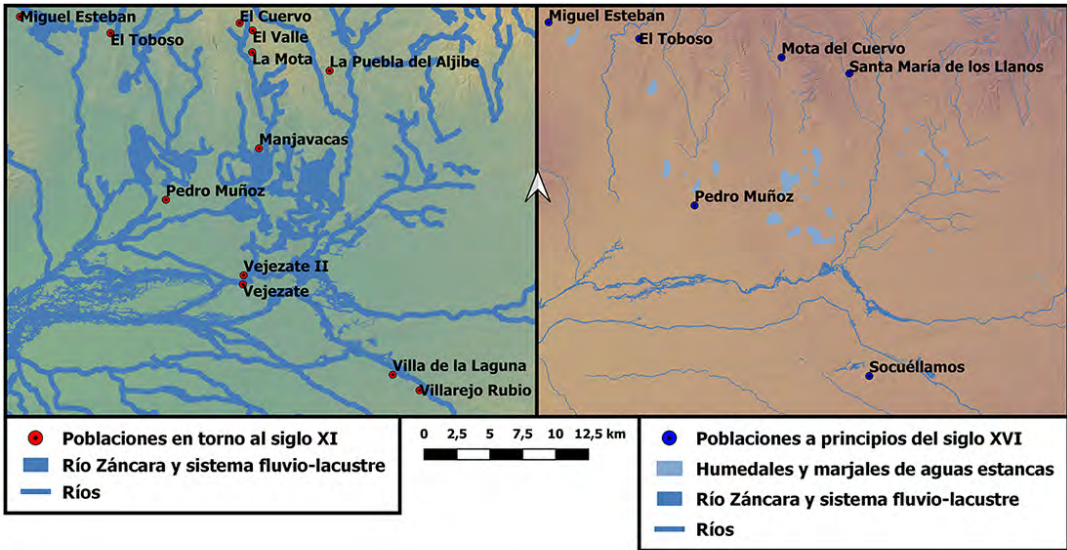 Miguel Esteban
El Toboso
El Cuervo
El Valle
La Mota
La Puebla del Aljibe
Manjavacas
Pedro Muñoz
Vejezate II
Vejezate
Villa de la Laguna
Villarejo Rubio
Miguel Esteban
El Toboso
Mota del Cuervo
Santa María de los Llanos
Pedro Muñoz
Socuéllamos
Poblaciones en torno al siglo XI
Río Záncara y sistema fluvio-lacustre
Ríos
0 2,5 5 7,5 10 12,5 km
Poblaciones a principios del siglo XVI
Humedales y marjales de aguas estancas
Río Záncara y sistema fluvio-lacustre
Ríos